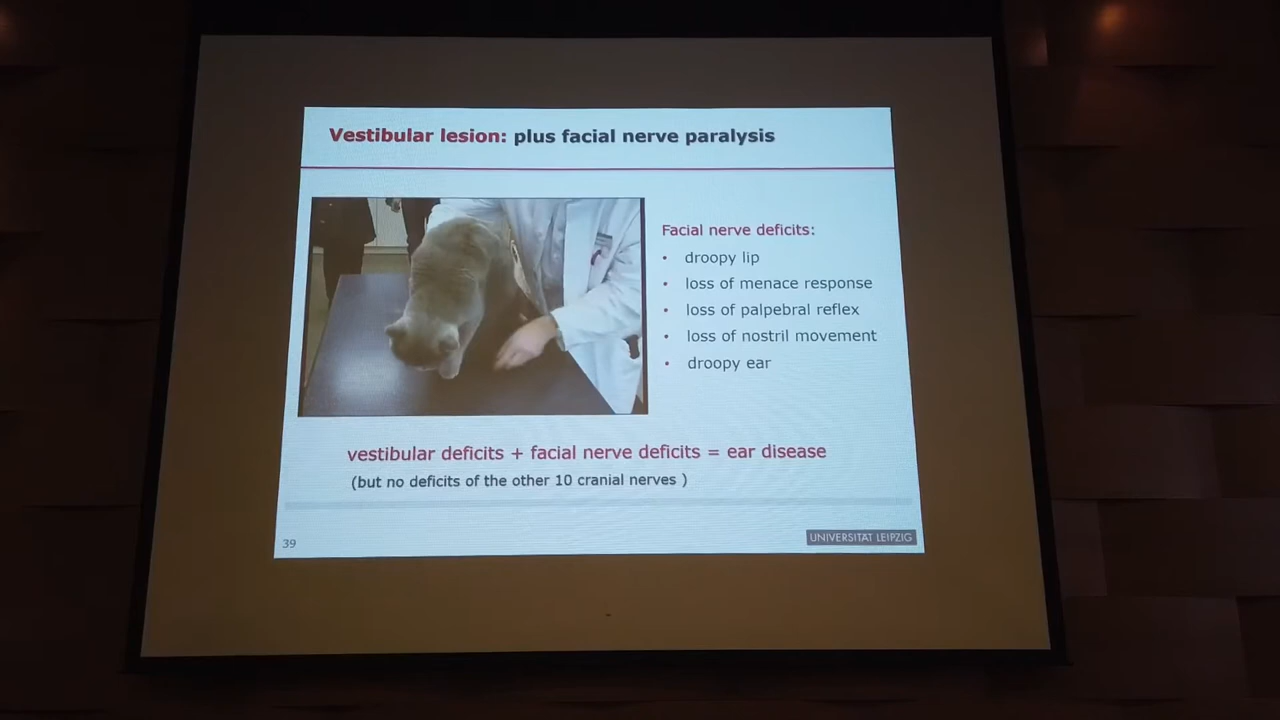 Vestibular lesion: plus facial nerve paralysis
Facial nerve deficits:
• droopy lip
• loss of menace response
• loss of palpebral reflex
• loss of nostril movement
• droopy ear
vestibular deficits + facial nerve deficits = ear disease
(but no deficits of the other 10 cranial nerves )
39
UNIVERSITÄT LEIPZIG